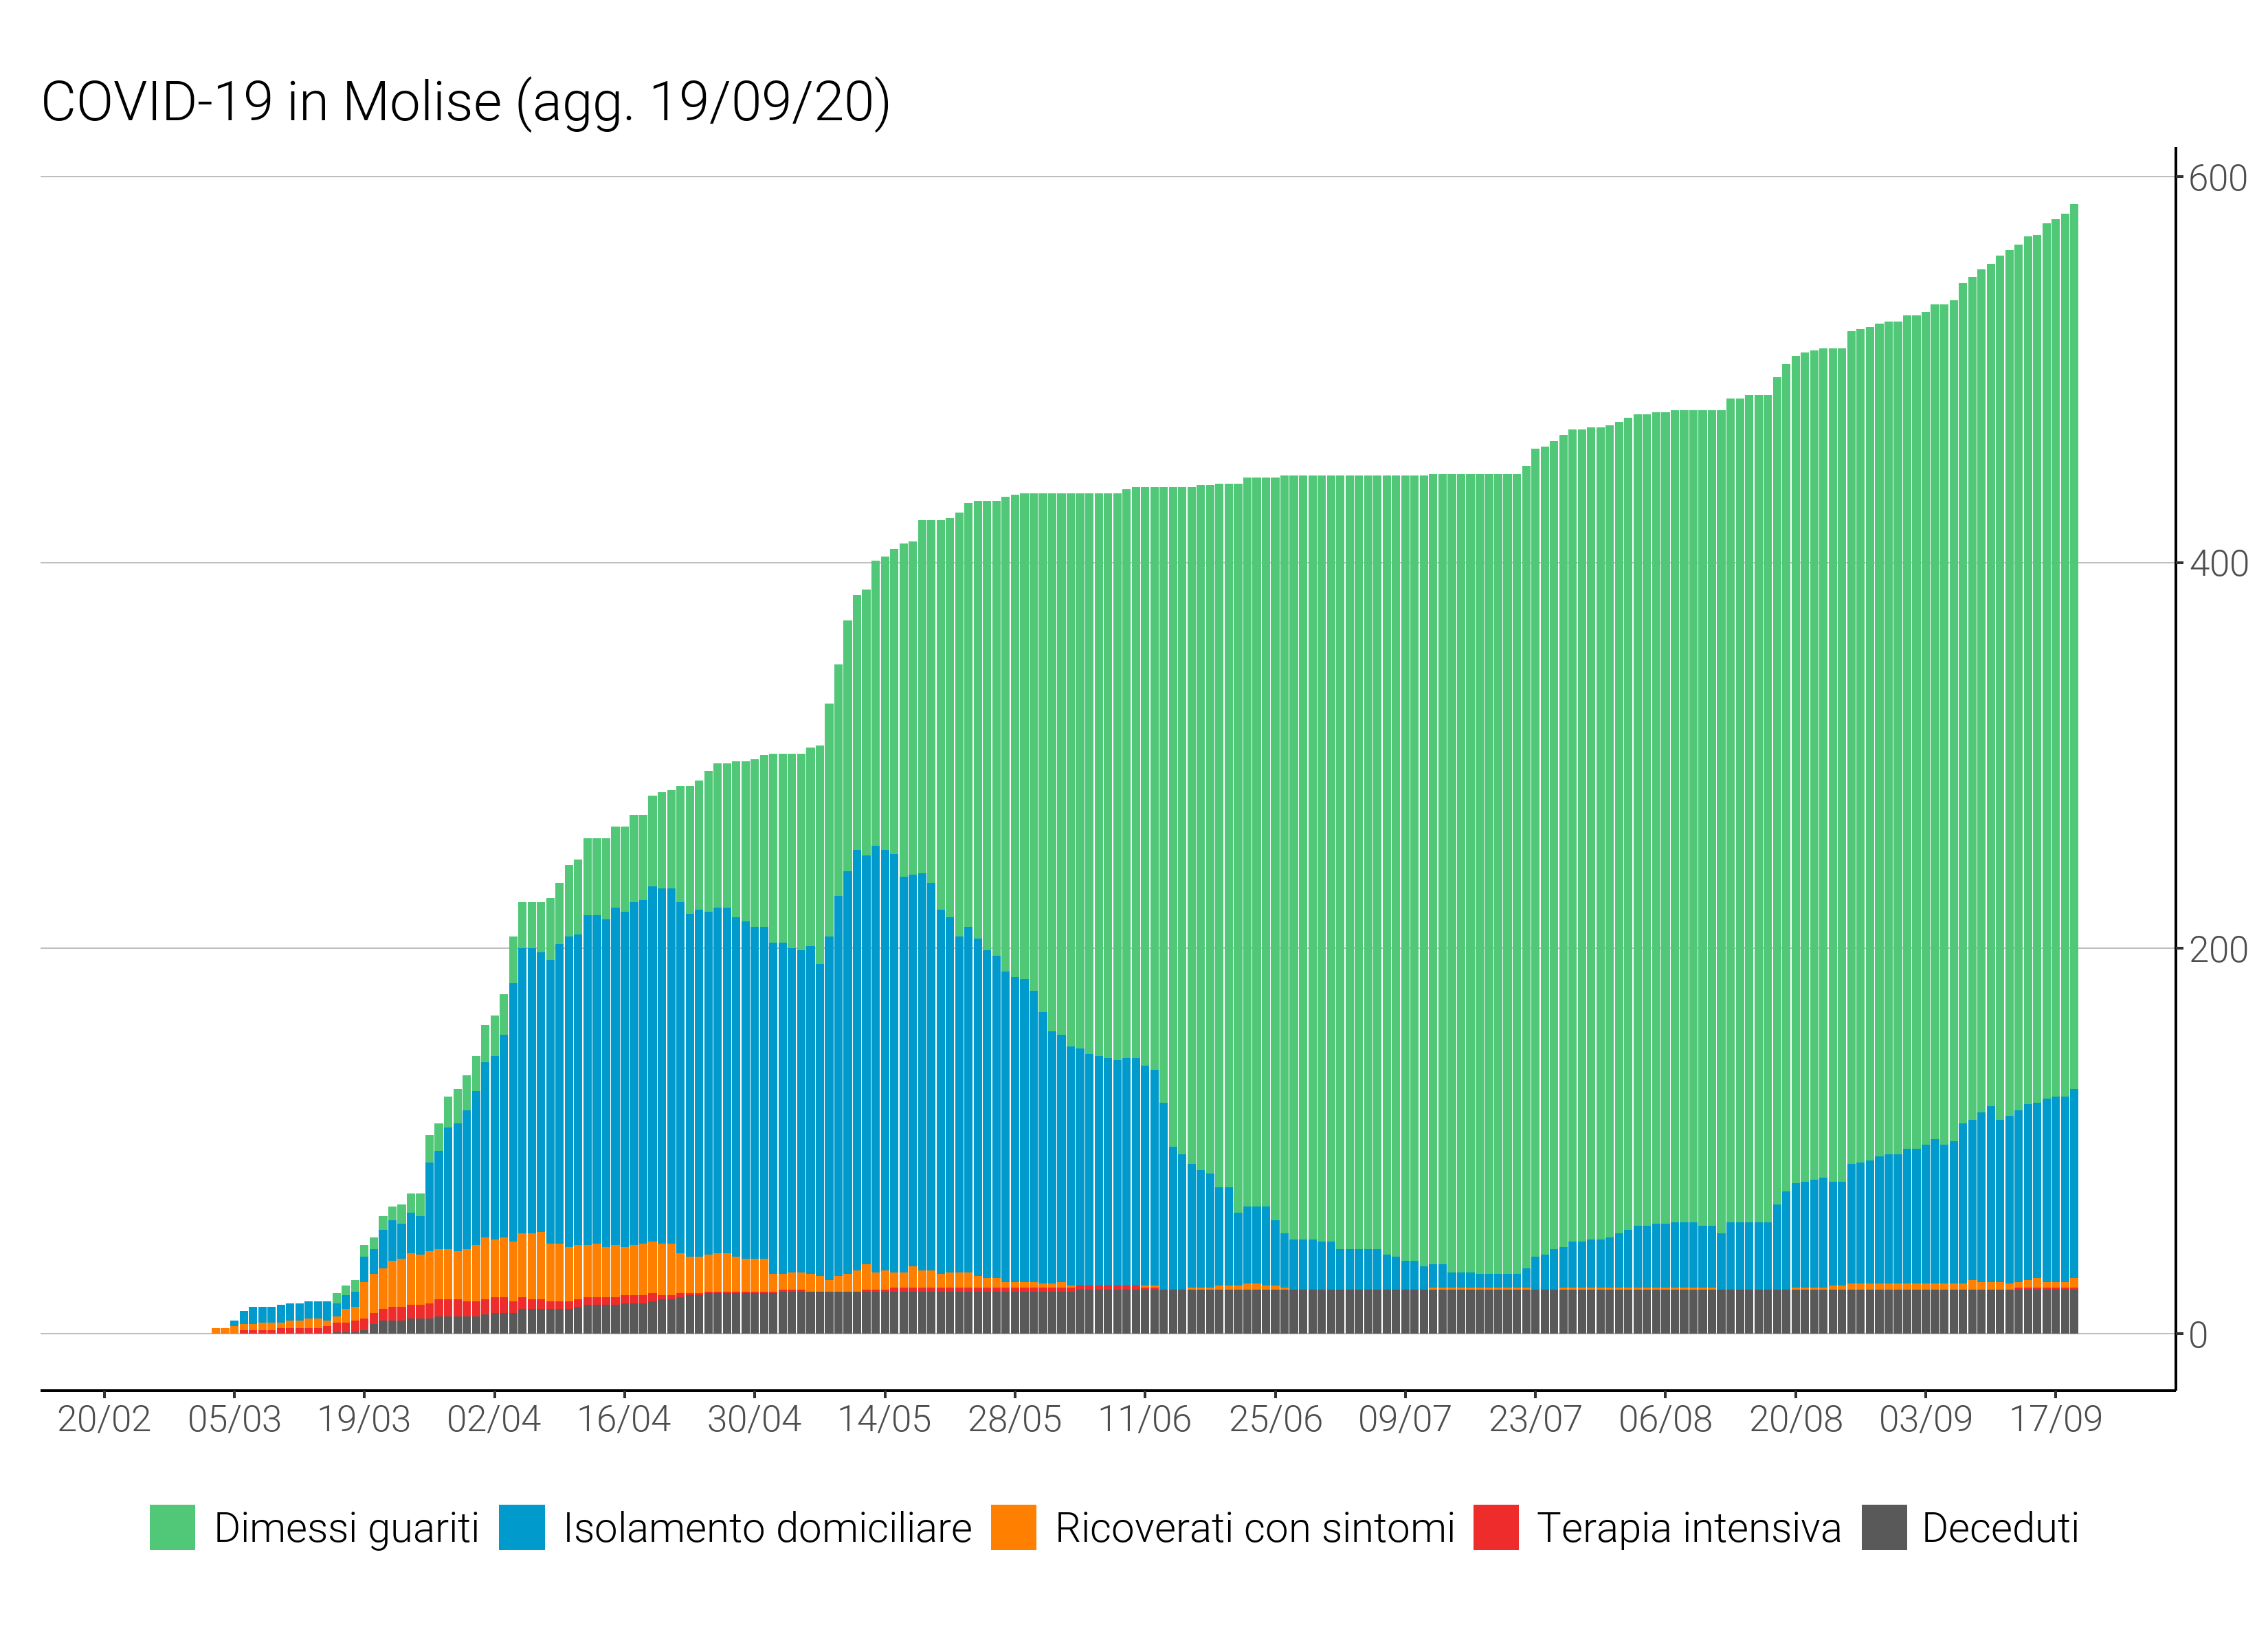 COVID-19 in Molise (agg. 19/09/20)
600
400
200
0
20/02 05/03 19/03 02/04 16/04 30/04 14/05 28/05 11/06 25/06 09/07 23/07 06/08 20/08 03/09 17/09
Dimessi guariti Isolamento domiciliare Ricoverati con sintomi Terapia intensiva Deceduti